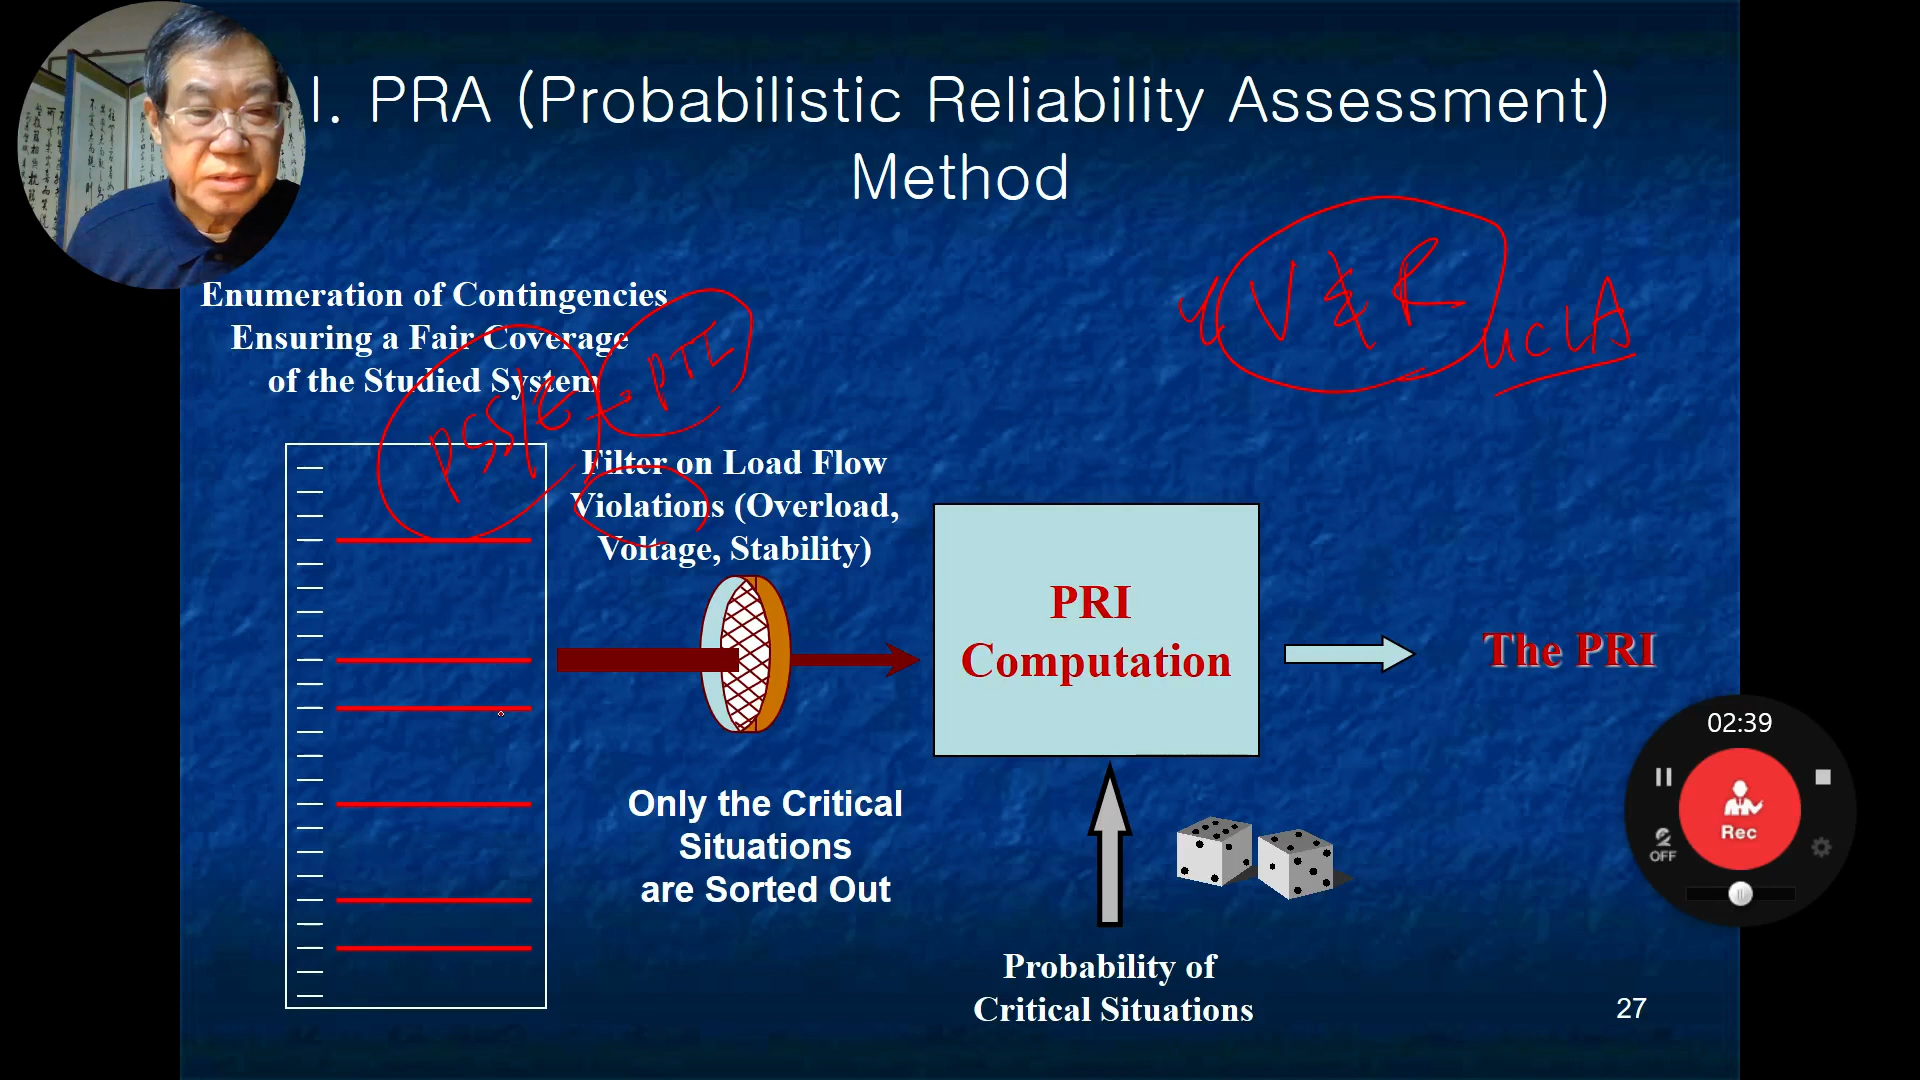 I. PRA (Probabilistic Reliability Assessment)
Method
Enumeration of Contingencies
Ensuring a Fair Coverage
of the Studied System
V & R
UCLA
PSS/E
PTI
Filter on Load Flow
Violations (Overload,
Voltage, Stability)
PRI
Computation
The PRI
02:39
Rec
OFF
Only the Critical
Situations
are Sorted Out
Probability of
Critical Situations
27